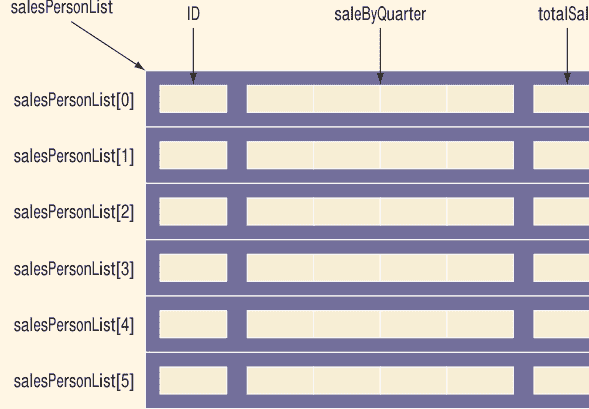 salesPersonList
ID
saleByQuarter
totalSal
salesPersonList[0]
salesPersonList[1]
salesPersonList[2]
salesPersonList[3]
salesPersonList[4]
salesPersonList[5]